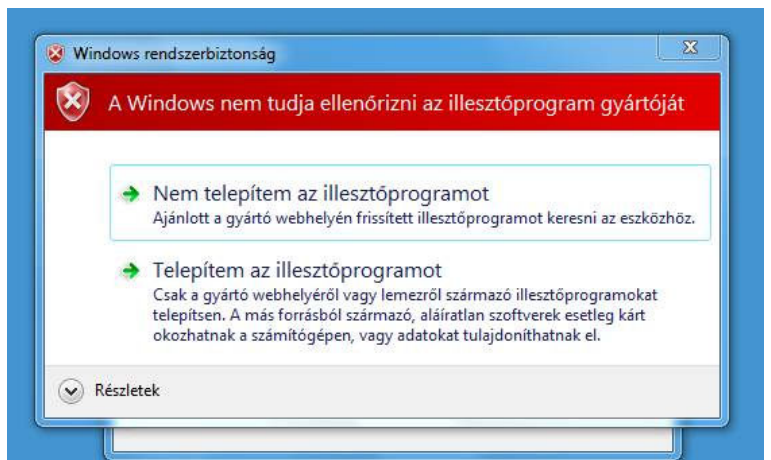 Windows rendszerbiztonság
A Windows nem tudja ellenőrizni az illesztőprogram gyártóját
Nem telepítem az illesztőprogramot
Ajánlott a gyártó webhelyén frissített illesztőprogramot keresni az eszközhöz.
Telepítem az illesztőprogramot
Csak a gyártó webhelyéről vagy lemezről származó illesztőprogramokat
telepítsen. A más forrásból származó, aláíratlan szoftverek esetleg kárt
okozhatnak a számítógépen, vagy adatokat tulajdoníthatnak el.
Részletek